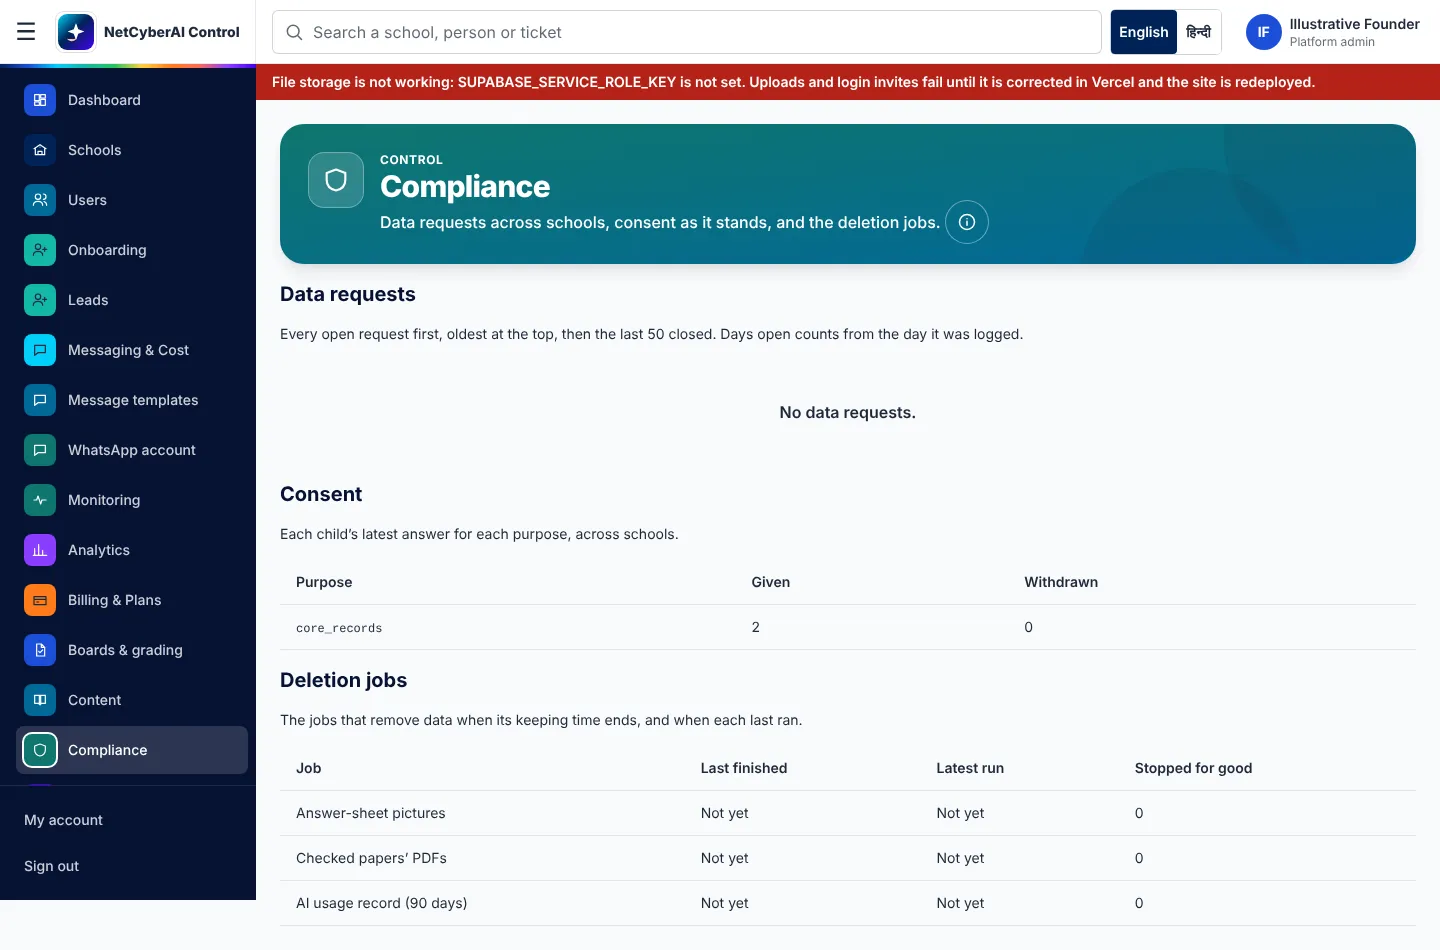 NetCyberAI Control
Search a school, person or ticket
English
हिन्दी
IF
Illustrative Founder
Platform admin
File storage is not working: SUPABASE_SERVICE_ROLE_KEY is not set. Uploads and login invites fail until it is corrected in Vercel and the site is redeployed.
Dashboard
Schools
Users
Onboarding
Leads
Messaging & Cost
Message templates
WhatsApp account
Monitoring
Analytics
Billing & Plans
Boards & grading
Content
Compliance
My account
Sign out
CONTROL
Compliance
Data requests across schools, consent as it stands, and the deletion jobs.
Data requests
Every open request first, oldest at the top, then the last 50 closed. Days open counts from the day it was logged.
No data requests.
Consent
Each child’s latest answer for each purpose, across schools.
Purpose Given Withdrawn
core_records 2 0
Deletion jobs
The jobs that remove data when its keeping time ends, and when each last ran.
Job Last finished Latest run Stopped for good
Answer-sheet pictures Not yet Not yet 0
Checked papers’ PDFs Not yet Not yet 0
AI usage record (90 days) Not yet Not yet 0